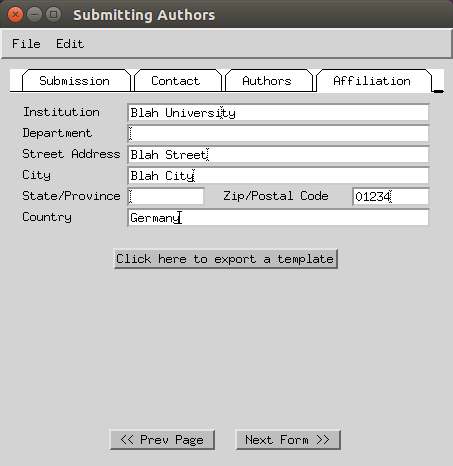 Submitting Authors
File Edit
Submission Contact Authors Affiliation
Institution Blah University
Department
Street Address Blah Street
City Blah City
State/Province Zip/Postal Code 01234
Country Germany
Click here to export a template
<< Prev Page Next Form >>